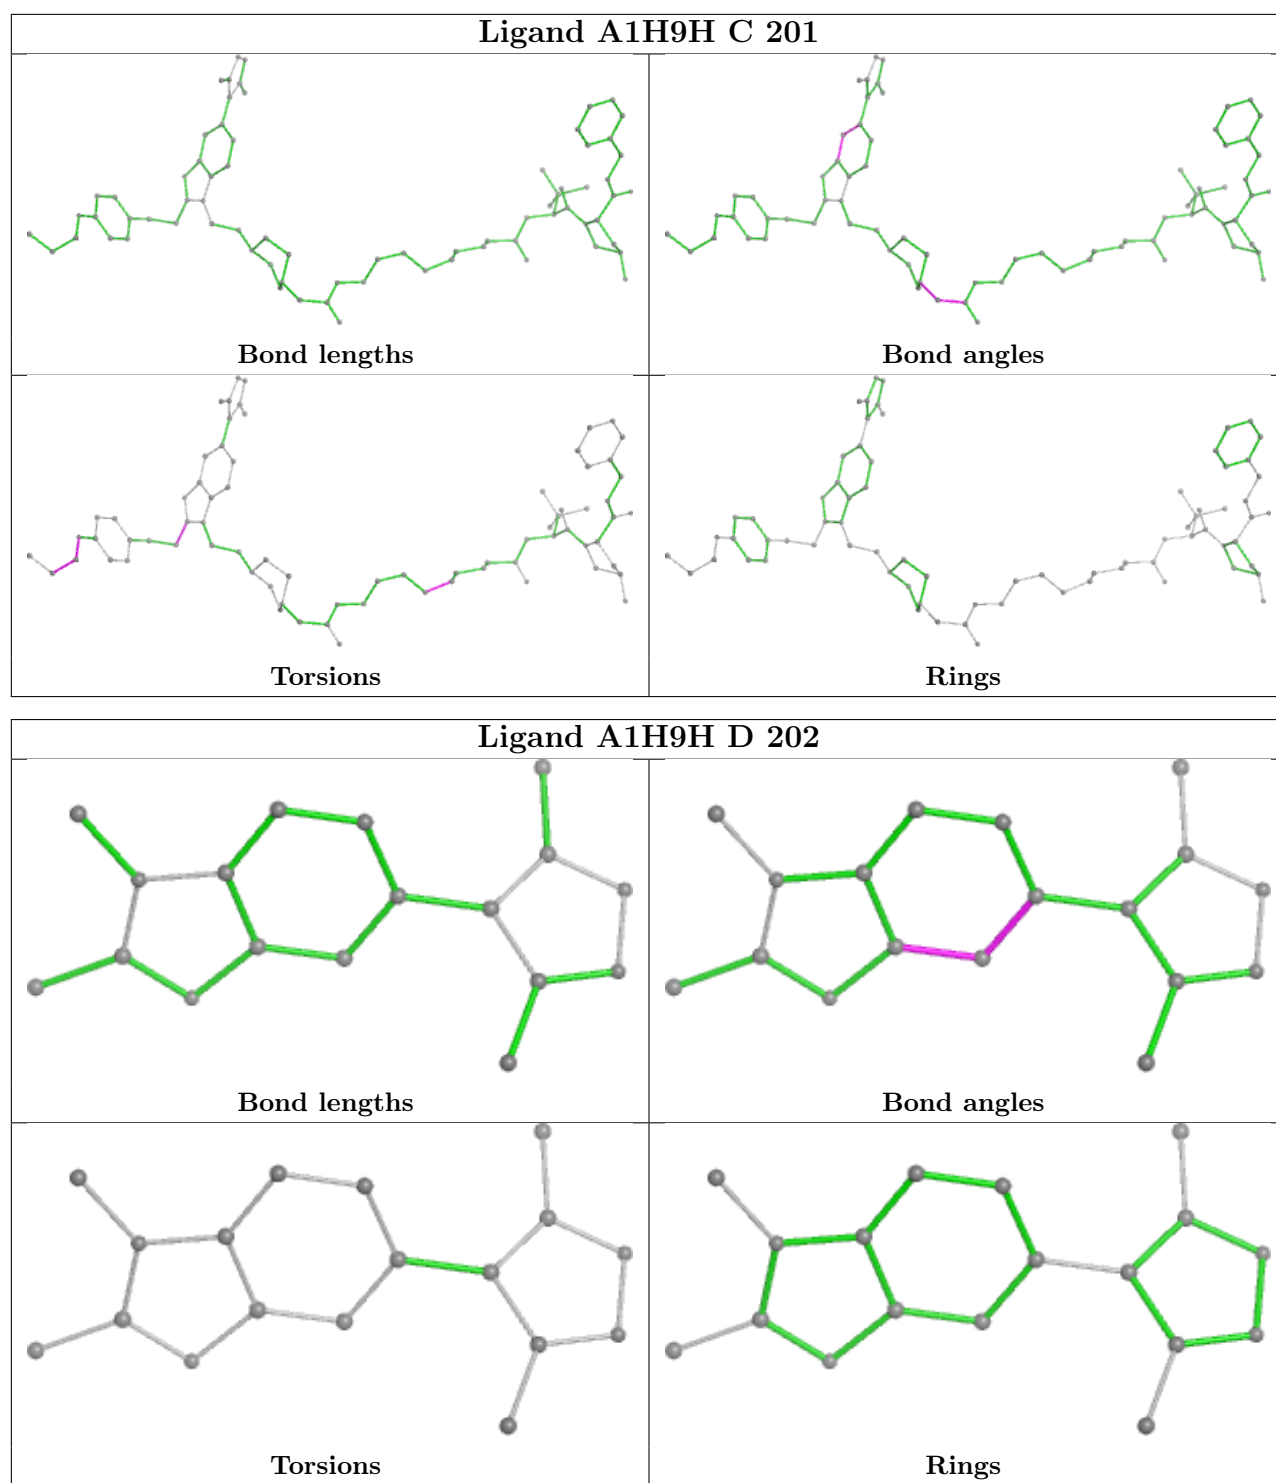 Ligand A1H9H C 201
Bond lengths
Bond angles
Torsions
Rings
Ligand A1H9H D 202
Bond lengths
Bond angles
Torsions
Rings